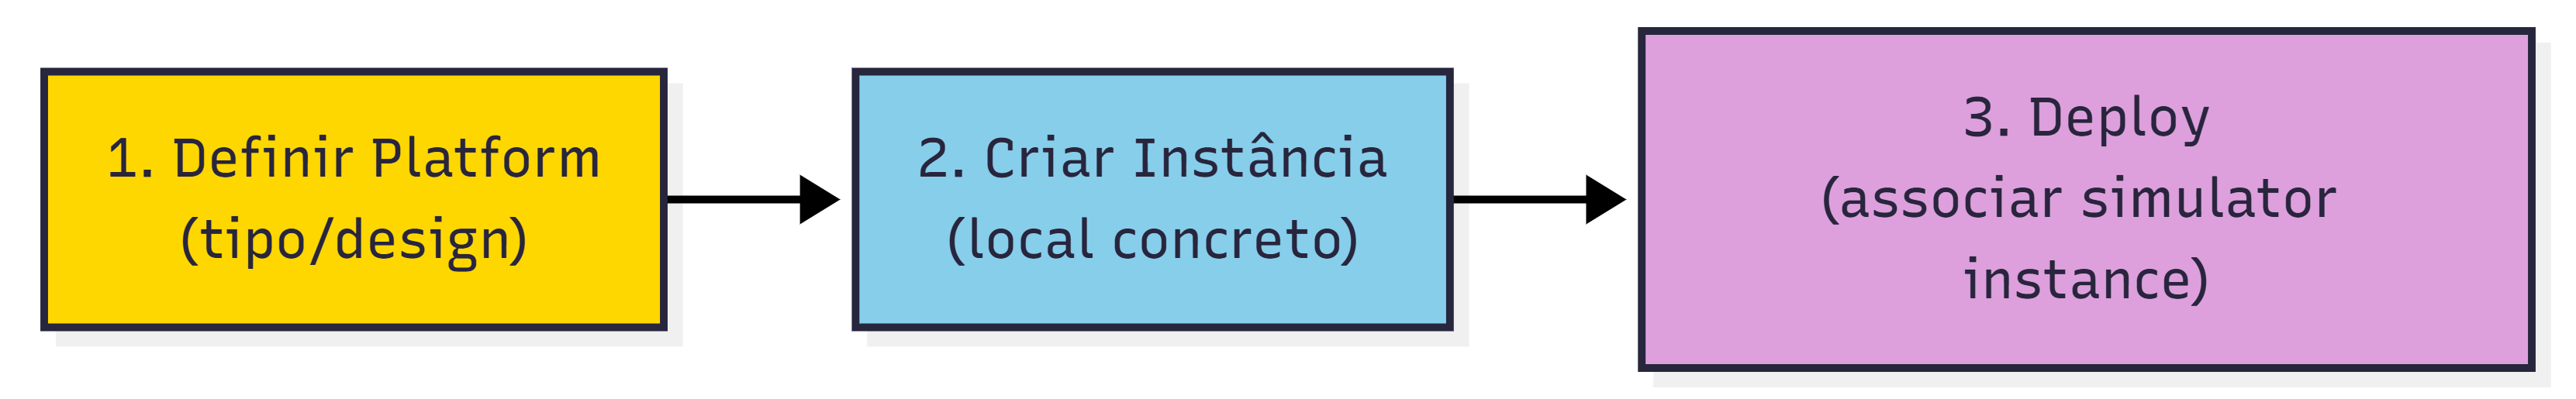 1. Definir Platform
(tipo/design)
2. Criar Instância
(local concreto)
3. Deploy
(associar simulator
instance)